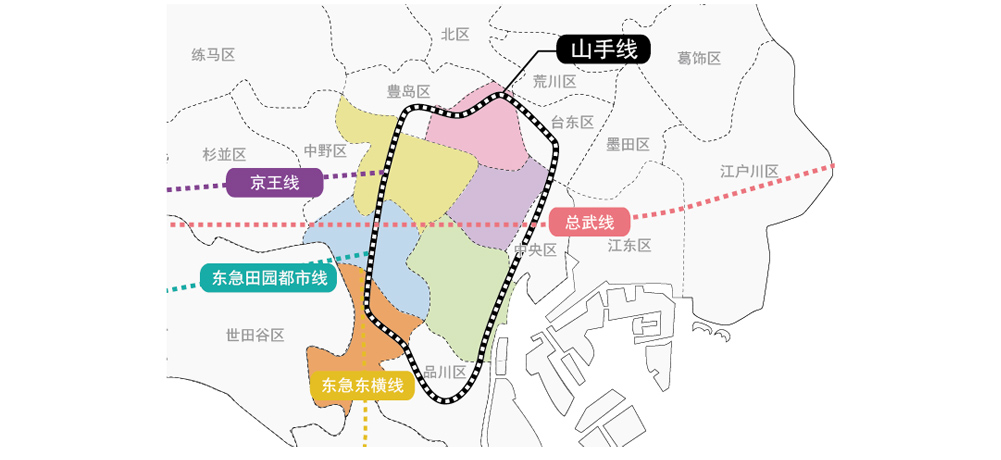 北区
山手线
练马区
葛饰区
荒川区
豊岛区
台东区
墨田区
中野区
杉並区
江户川区
京王线
总武线
中央区
江东区
东急田园都市线
世田谷区
品川区
东急东横线